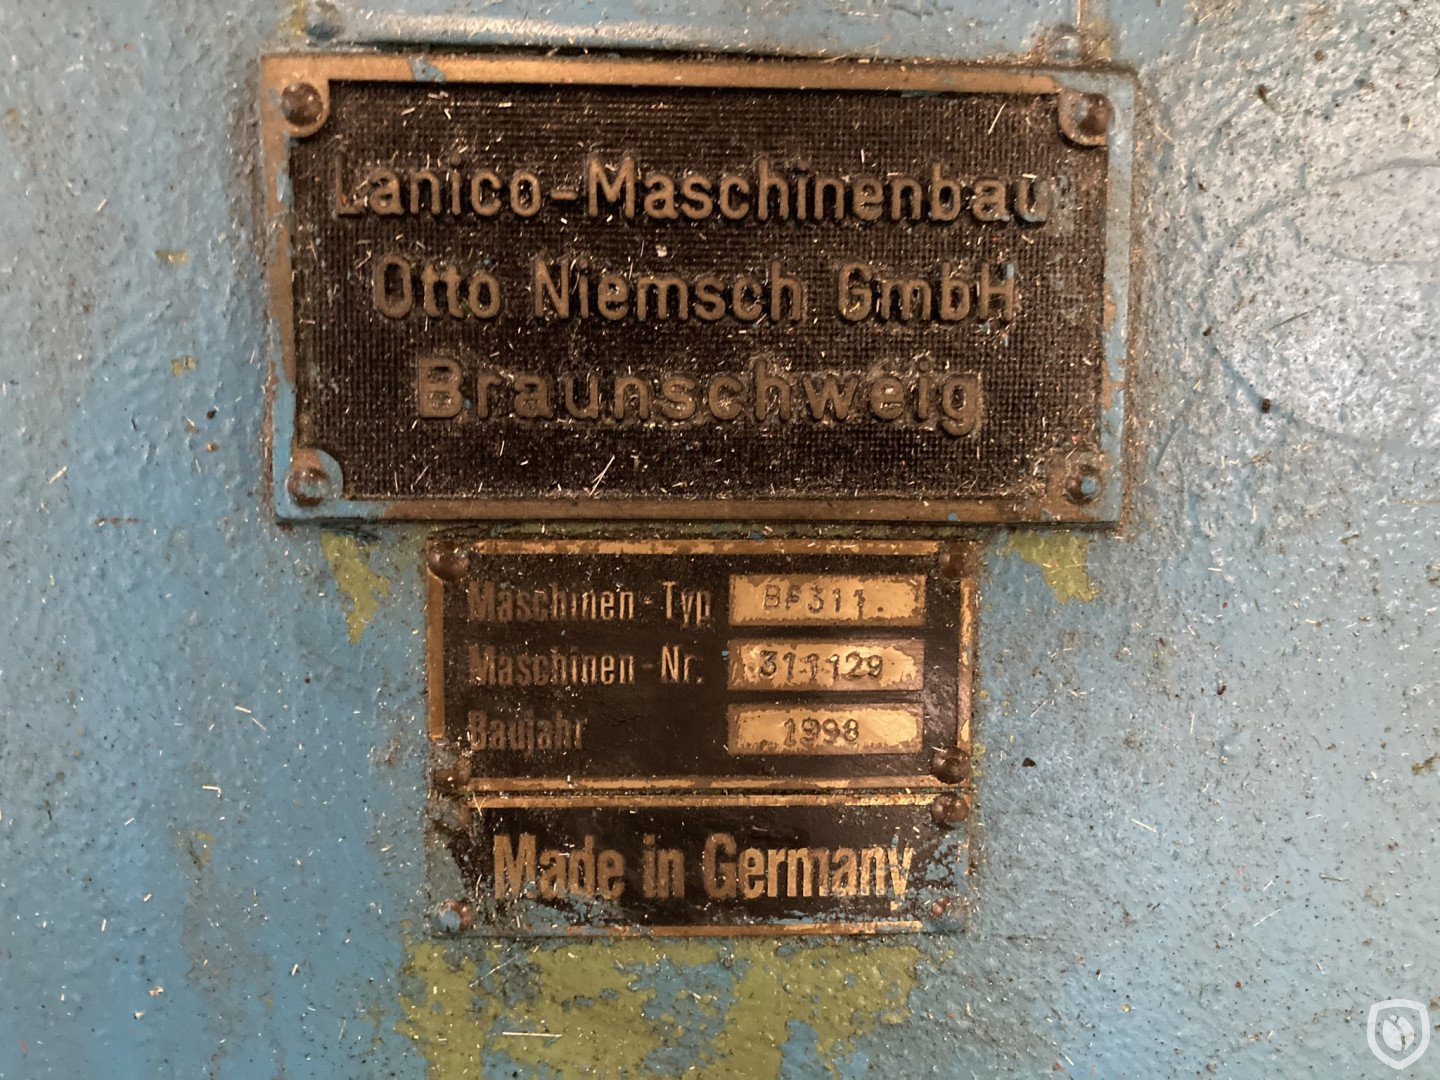 Lanico-Maschinenbau
Otto Niemsch GmbH
Braunschweig
Maschinen-Typ BF311.
Maschinen-Nr. 311129
Baujahr 1998
Made in Germany